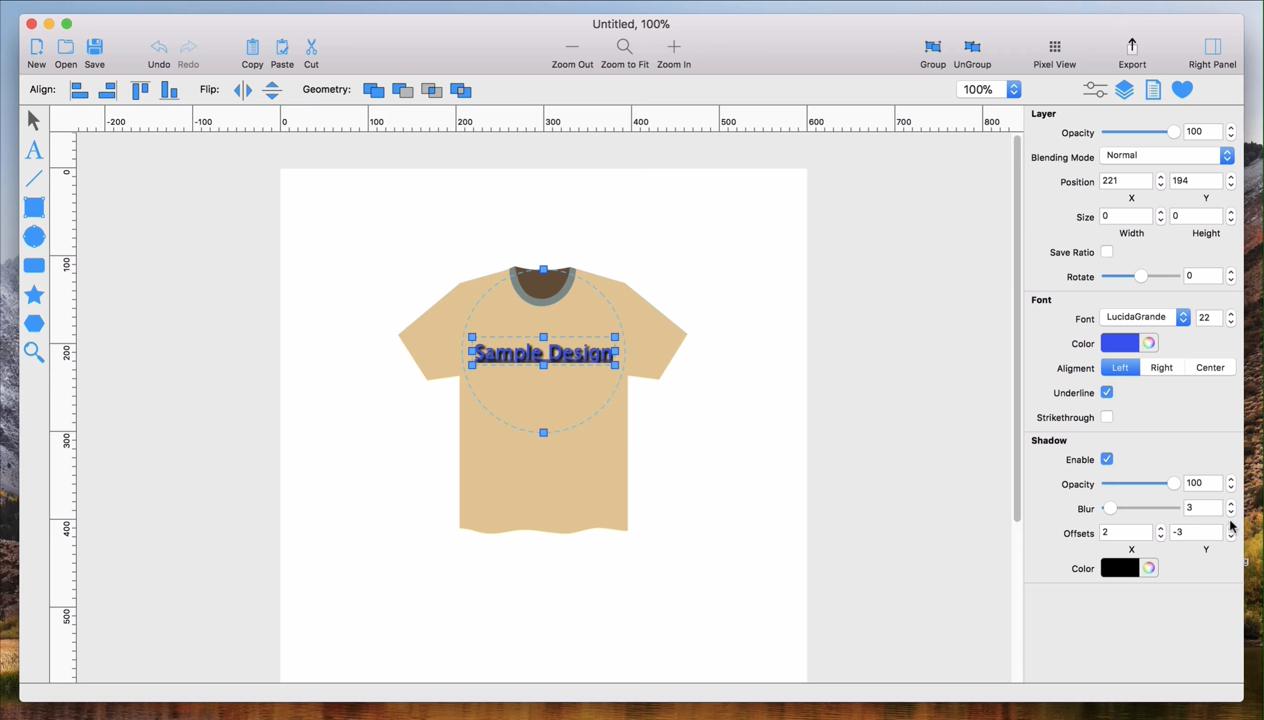 Untitled, 100%
New Open Save Undo Redo Copy Paste Cut Zoom Out Zoom to Fit Zoom In Group UnGroup Pixel View Export Right Panel
Align: Flip: Geometry: 100%
-200 -100 0 100 200 300 400 500 600 700 800
0
100
200
300
400
500
A
Sample Design
Layer
Opacity 100
Blending Mode Normal
Position 221 194
X Y
Size 0 0
Width Height
Save Ratio
Rotate 0
Font
Font LucidaGrande 22
Color
Aligment Left Right Center
Underline
Strikethrough
Shadow
Enable
Opacity 100
Blur 3
Offsets 2 -3
X Y
Color